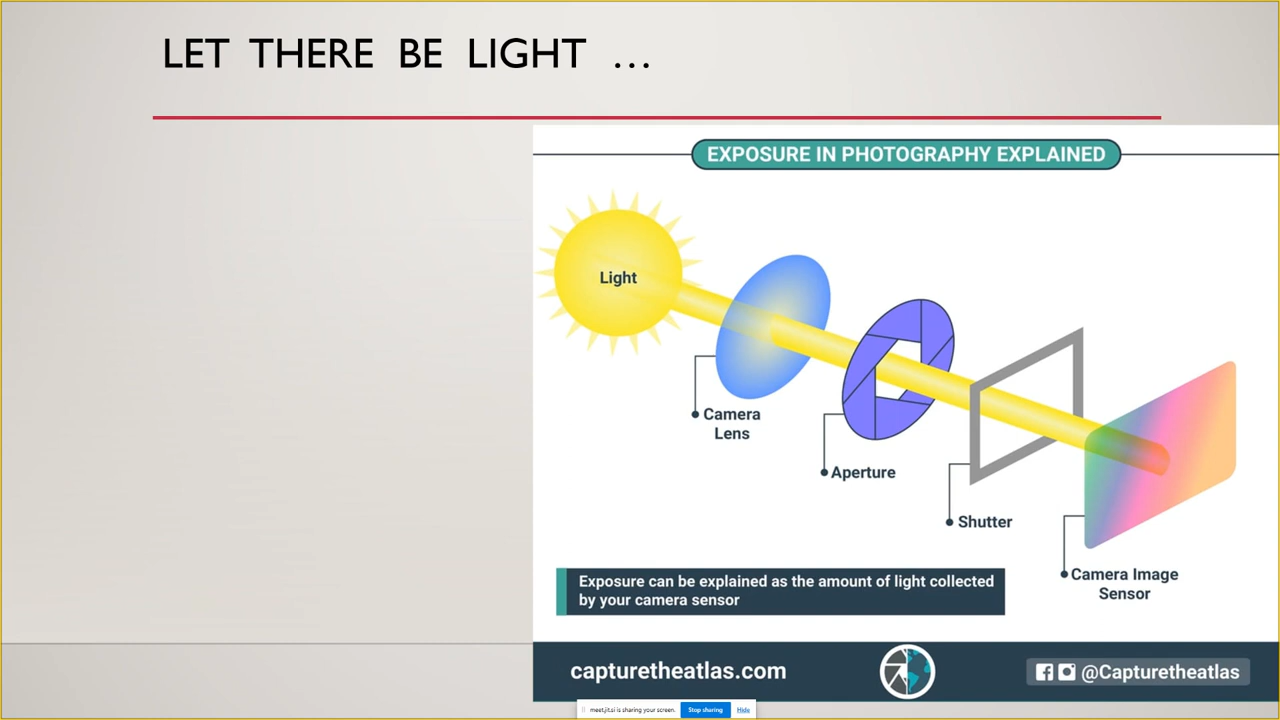 LET THERE BE LIGHT ...
EXPOSURE IN PHOTOGRAPHY EXPLAINED
Light
Camera
Lens
Aperture
Shutter
Camera Image
Sensor
Exposure can be explained as the amount of light collected
by your camera sensor
capturetheatlas.com
@Capturetheatlas
meet.jit.si is sharing your screen.
Stop sharing
Hide